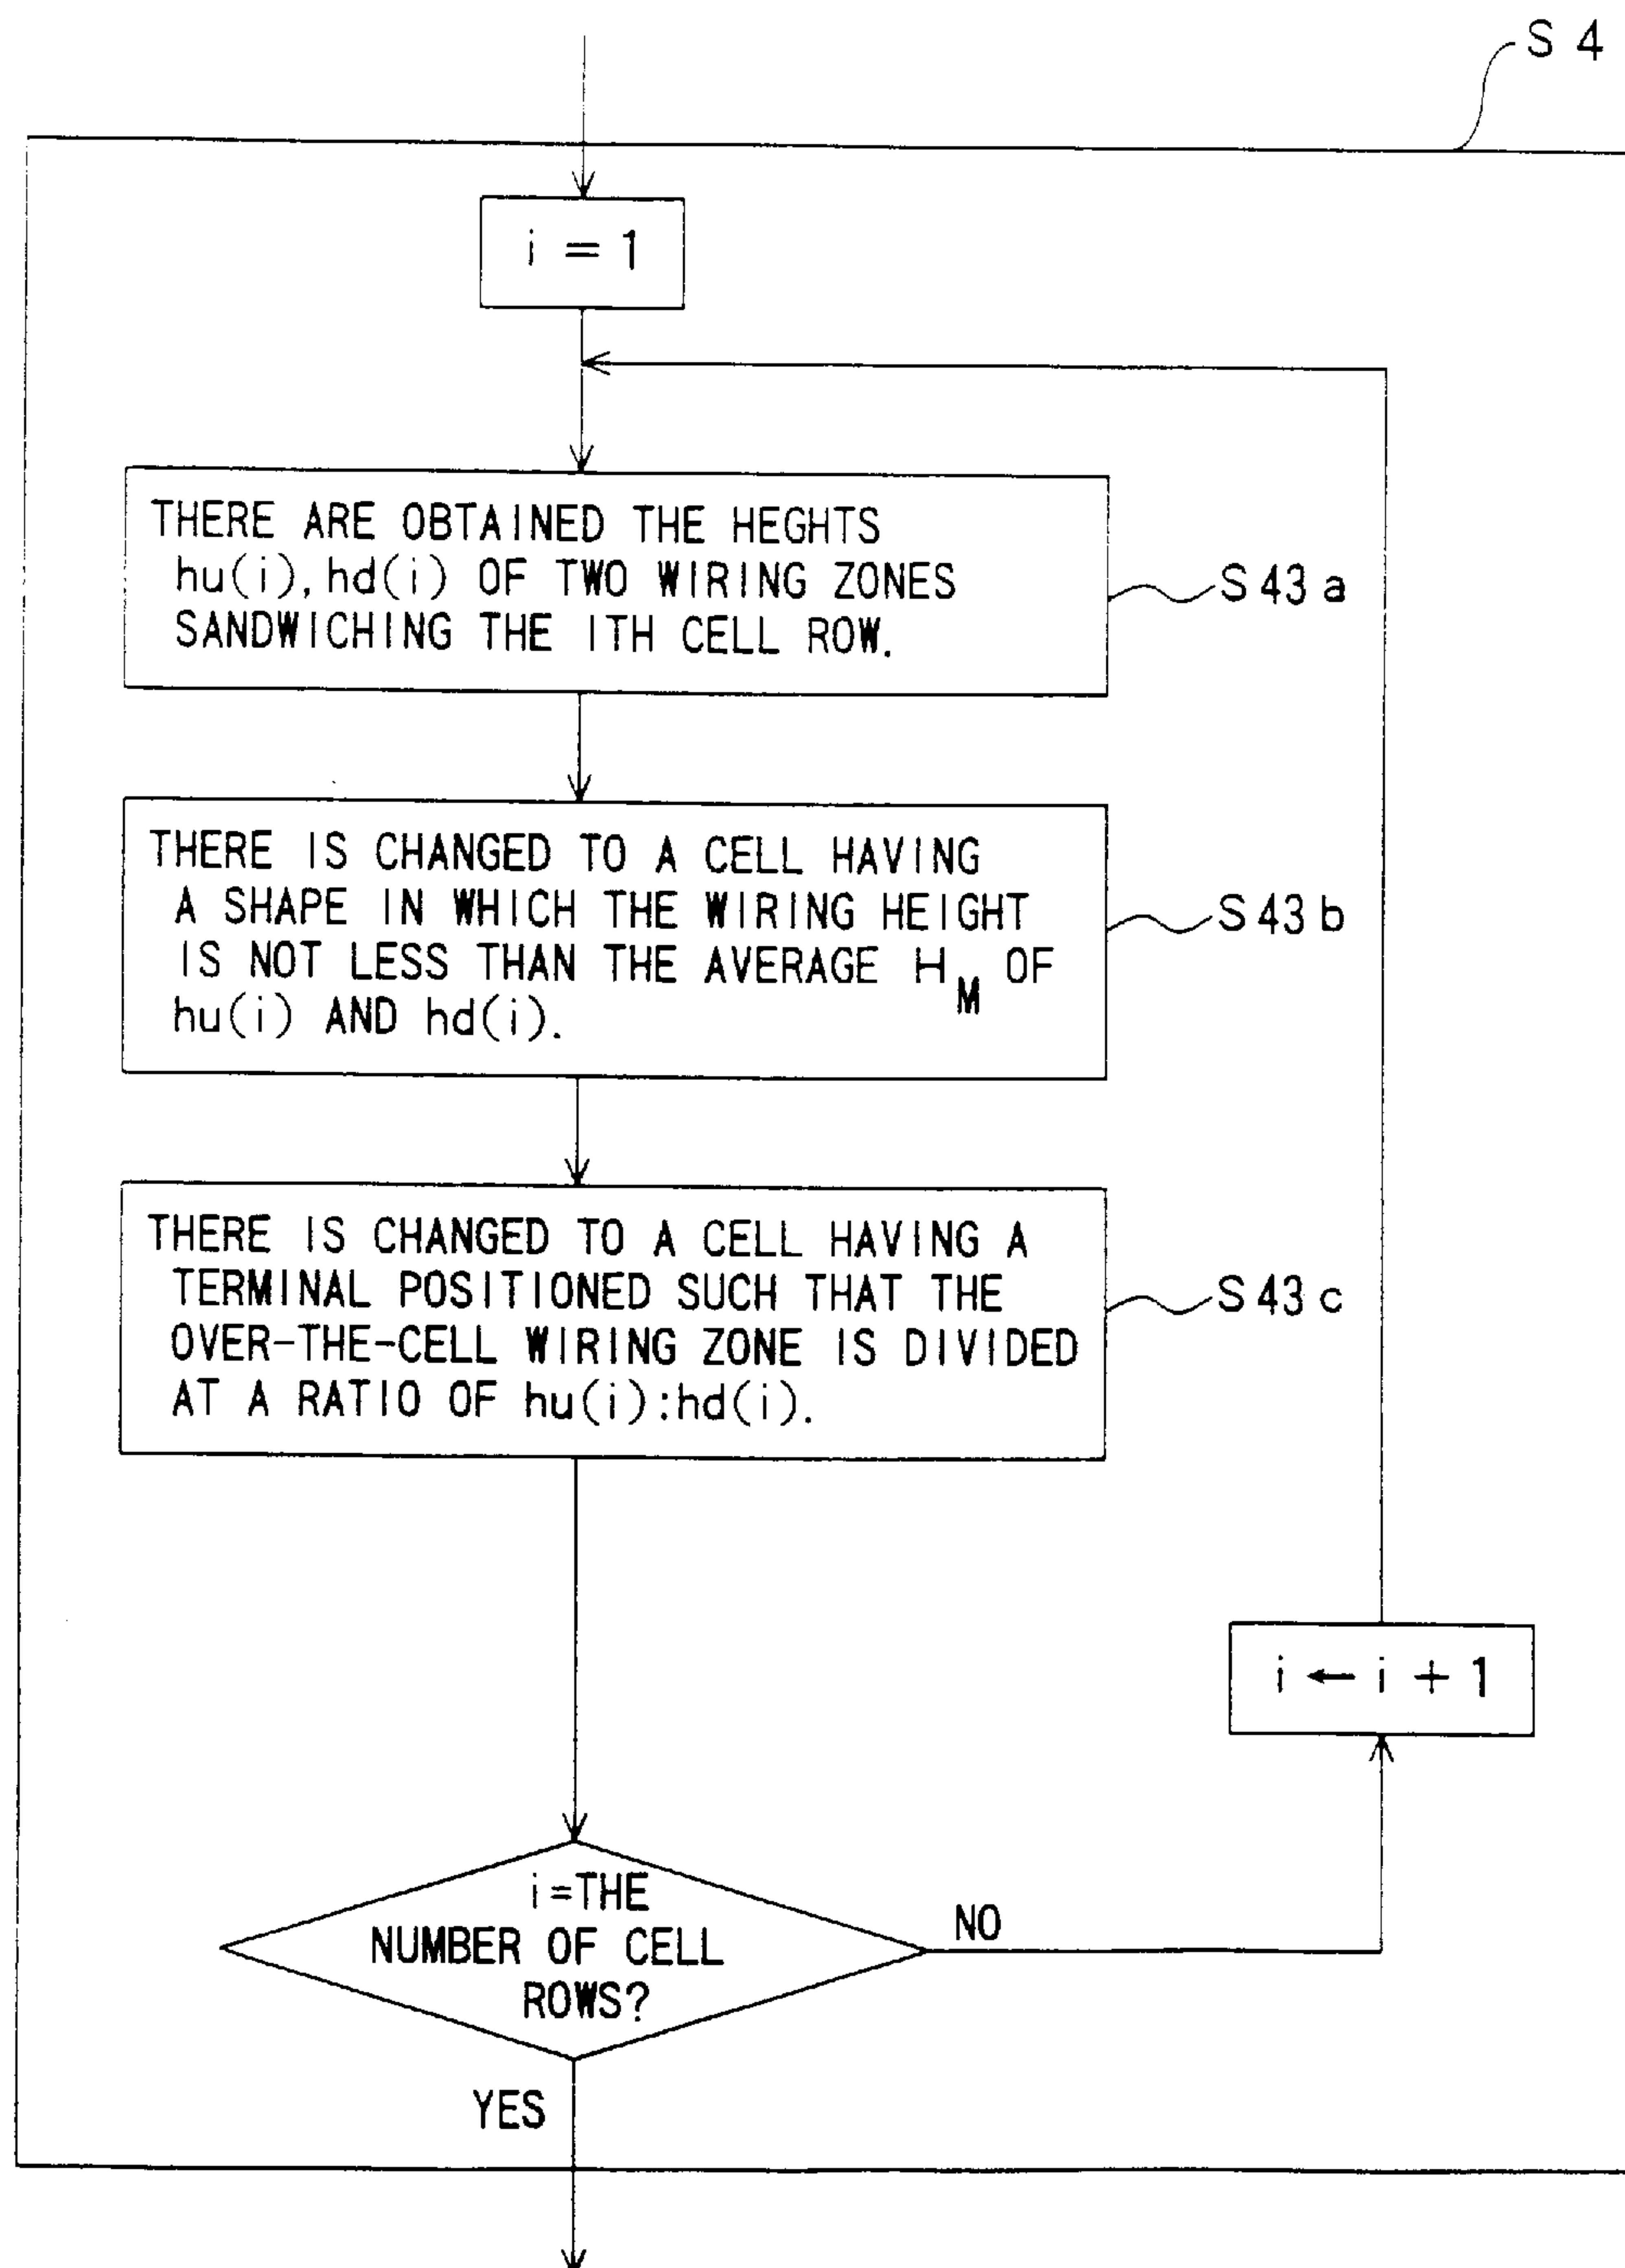 S 4
i = 1
THERE ARE OBTAINED THE HEGHTS
hu(i), hd(i) OF TWO WIRING ZONES
SANDWICHING THE ITH CELL ROW.
S 43 a
THERE IS CHANGED TO A CELL HAVING
A SHAPE IN WHICH THE WIRING HEIGHT
IS NOT LESS THAN THE AVERAGE H_M OF
hu(i) AND hd(i).
S 43 b
THERE IS CHANGED TO A CELL HAVING A
TERMINAL POSITIONED SUCH THAT THE
OVER-THE-CELL WIRING ZONE IS DIVIDED
AT A RATIO OF hu(i):hd(i).
S 43 c
i ← i + 1
i=THE
NUMBER OF CELL
ROWS?
NO
YES